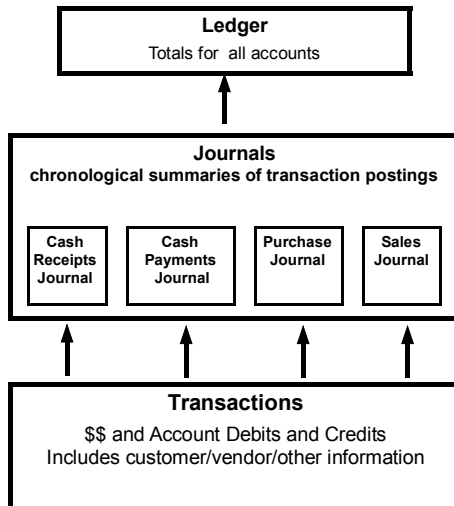 Ledger
Totals for all accounts
Journals
chronological summaries of transaction postings
Cash
Receipts
Journal
Cash
Payments
Journal
Purchase
Journal
Sales
Journal
Transactions
$$ and Account Debits and Credits
Includes customer/vendor/other information